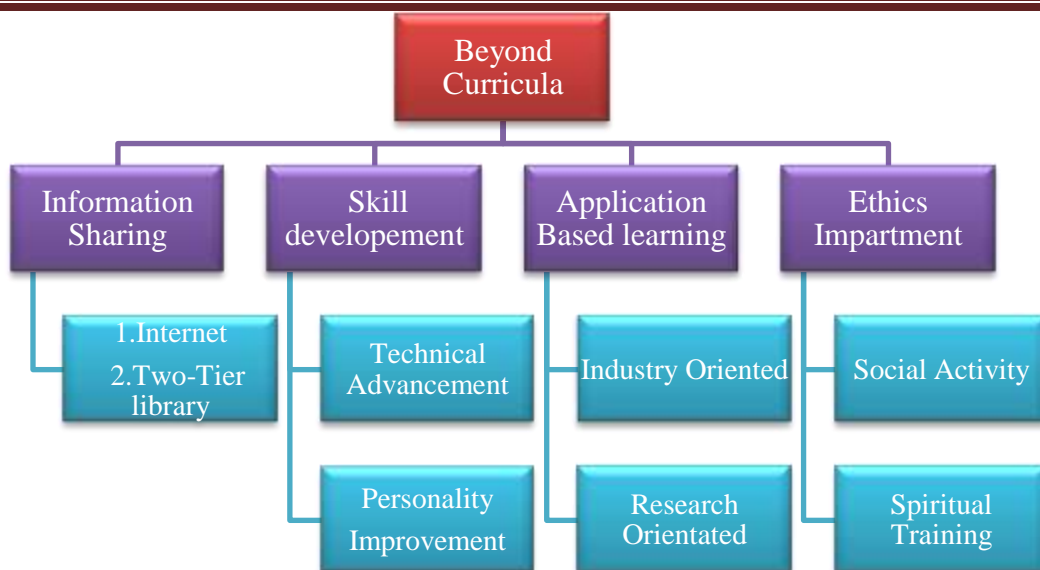 Beyond
Curricula
Information
Sharing
Skill
developement
Application
Based learning
Ethics
Impartment
1.Internet
2.Two-Tier
library
Technical
Advancement
Industry Oriented
Social Activity
Personality
Improvement
Research
Orientated
Spiritual
Training